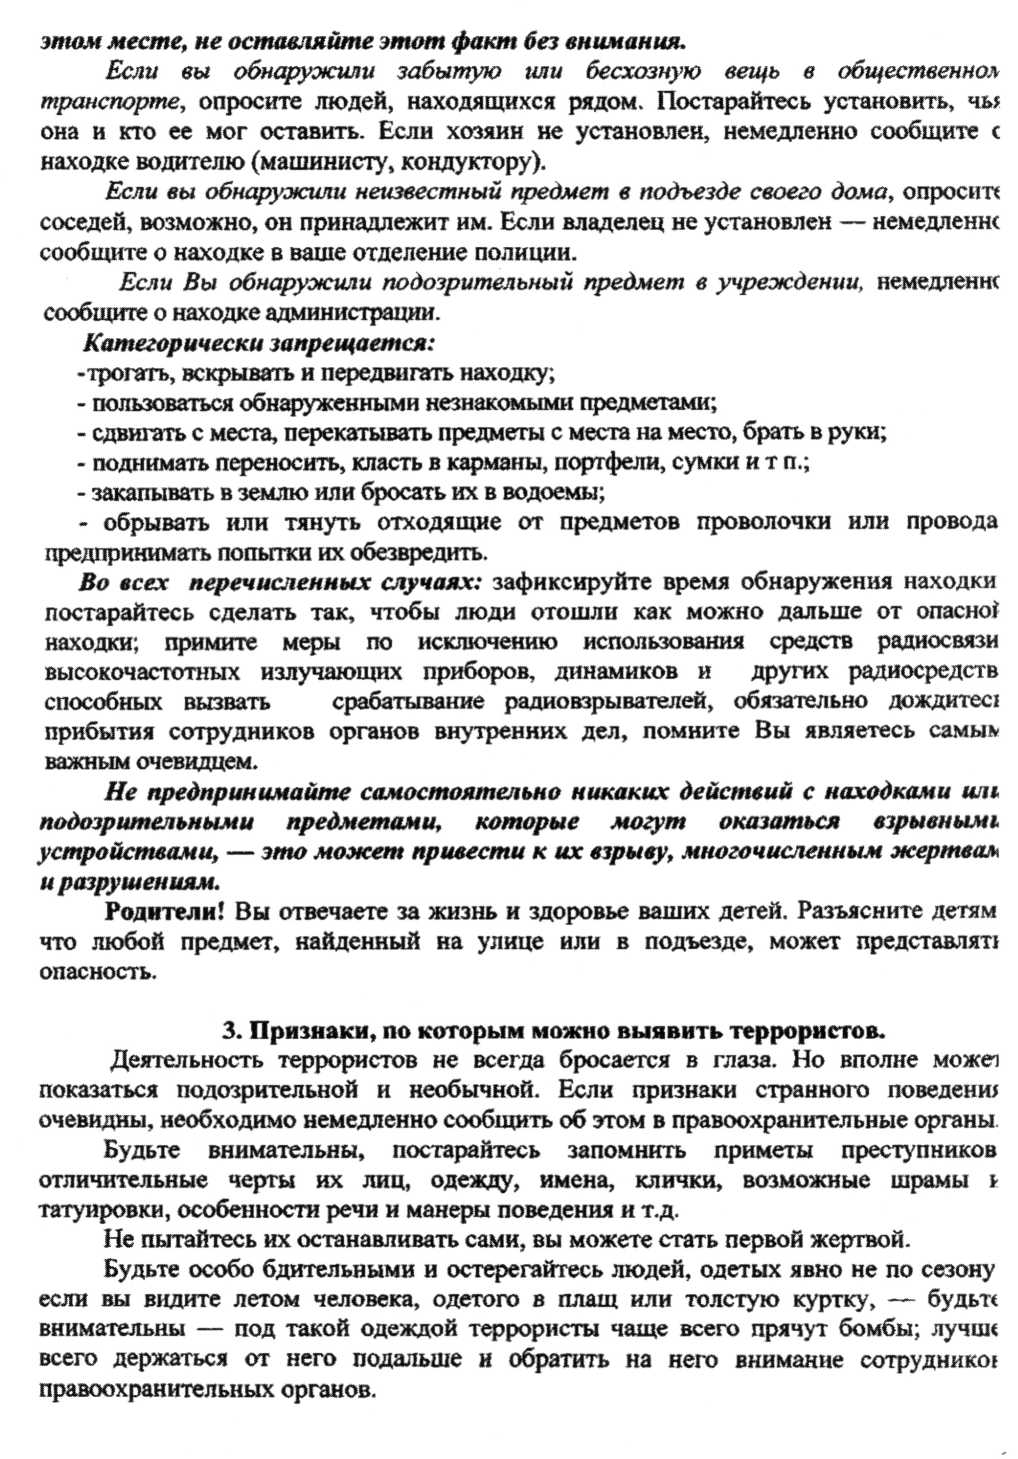 этом месте, не оставляйте этот факт без внимания.
Если вы обнаружили забытую или бесхозную вещь в общественном
транспорте, опросите людей, находящихся рядом. Постарайтесь установить, чья
она и кто ее мог оставить. Если хозяин не установлен, немедленно сообщите о
находке водителю (машинисту, кондуктору).
Если вы обнаружили неизвестный предмет в подъезде своего дома, опросите
соседей, возможно, он принадлежит им. Если владелец не установлен — немедленно
сообщите о находке в ваше отделение полиции.
Если Вы обнаружили подозрительный предмет в учреждении, немедленно
сообщите о находке администрации.
Категорически запрещается:
-трогать, вскрывать и передвигать находку;
- пользоваться обнаруженными незнакомыми предметами;
- сдвигать с места, перекатывать предметы с места на место, брать в руки;
- поднимать переносить, класть в карманы, портфели, сумки и т п.;
- закапывать в землю или бросать их в водоемы;
- обрывать или тянуть отходящие от предметов проволочки или провода
предпринимать попытки их обезвредить.
Во всех перечисленных случаях: зафиксируйте время обнаружения находки
постарайтесь сделать так, чтобы люди отошли как можно дальше от опасной
находки; примите меры по исключению использования средств радиосвязи
высокочастотных излучающих приборов, динамиков и других радиосредств
способных вызвать срабатывание радиовзрывателей, обязательно дождитесь
прибытия сотрудников органов внутренних дел, помните Вы являетесь самым
важным очевидцем.
Не предпринимайте самостоятельно никаких действий с находками или
подозрительными предметами, которые могут оказаться взрывными
устройствами, — это может привести к их взрыву, многочисленным жертвам
и разрушениям.
Родители! Вы отвечаете за жизнь и здоровье ваших детей. Разъясните детям
что любой предмет, найденный на улице или в подъезде, может представлять
опасность.
3. Признаки, по которым можно выявить террористов.
Деятельность террористов не всегда бросается в глаза. Но вполне может
показаться подозрительной и необычной. Если признаки странного поведения
очевидны, необходимо немедленно сообщить об этом в правоохранительные органы.
Будьте внимательны, постарайтесь запомнить приметы преступников
отличительные черты их лиц, одежду, имена, клички, возможные шрамы и
татуировки, особенности речи и манеры поведения и т.д.
Не пытайтесь их останавливать сами, вы можете стать первой жертвой.
Будьте особо бдительными и остерегайтесь людей, одетых явно не по сезону
если вы видите летом человека, одетого в плащ или толстую куртку, — будьте
внимательны — под такой одеждой террористы чаще всего прячут бомбы; лучше
всего держаться от него подальше и обратить на него внимание сотрудников
правоохранительных органов.